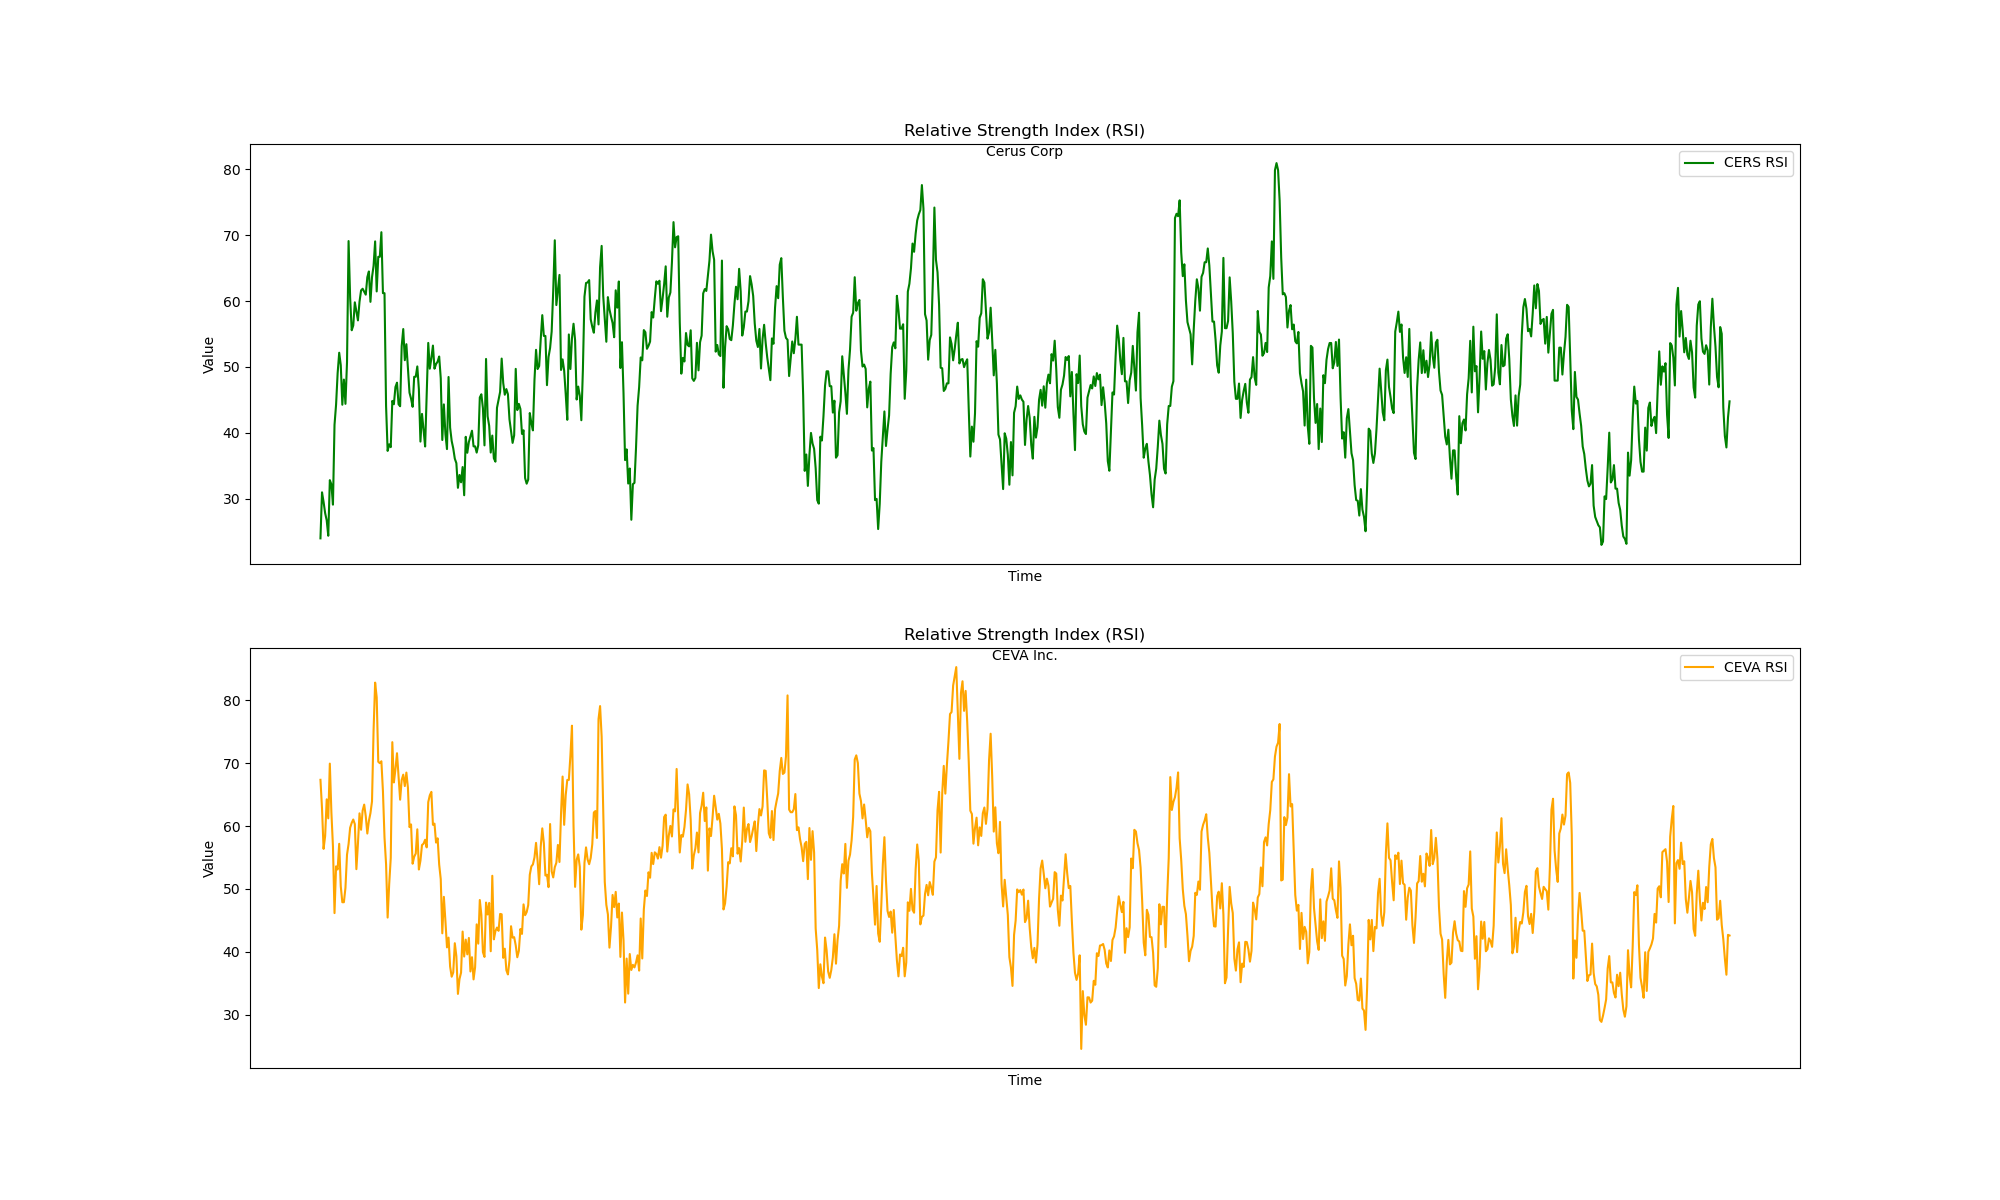 Relative Strength Index (RSI)
Cerus Corp
CERS RSI
80
70
60
50
40
30
Value
Time
Relative Strength Index (RSI)
CEVA Inc.
CEVA RSI
80
70
60
50
40
30
Value
Time